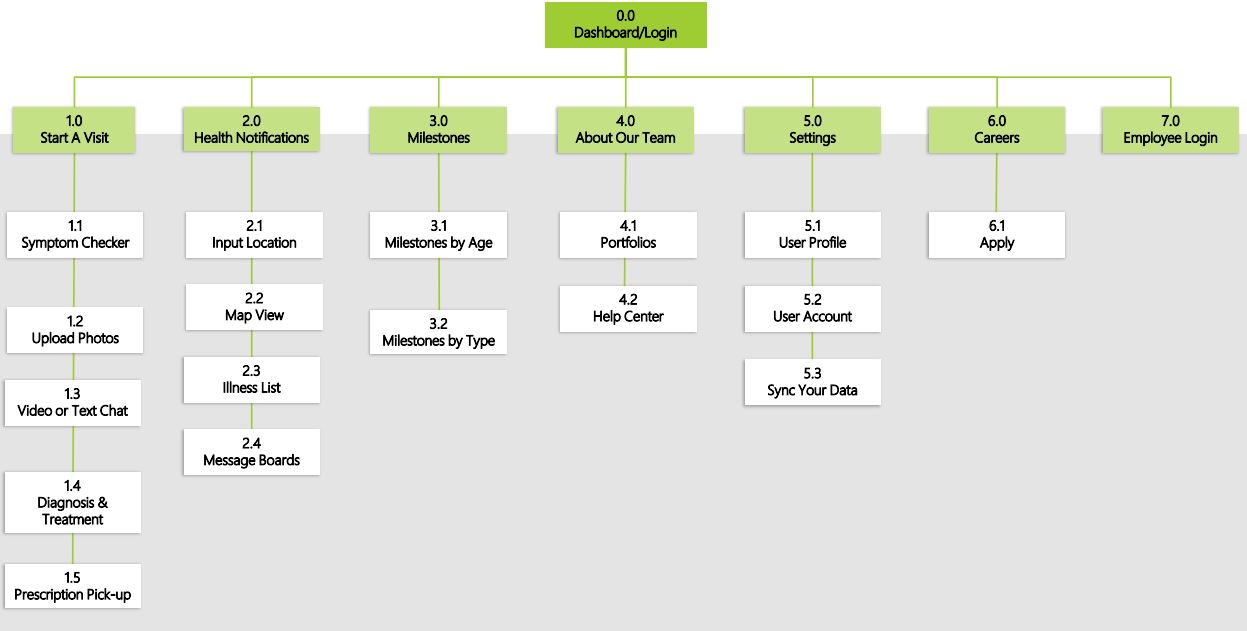 0.0
Dashboard/Login
1.0
Start A Visit
2.0
Health Notifications
3.0
Milestones
4.0
About Our Team
5.0
Settings
6.0
Careers
7.0
Employee Login
1.1
Symptom Checker
1.2
Upload Photos
1.3
Video or Text Chat
1.4
Diagnosis &
Treatment
1.5
Prescription Pick-up
2.1
Input Location
2.2
Map View
2.3
Illness List
2.4
Message Boards
3.1
Milestones by Age
3.2
Milestones by Type
4.1
Portfolios
4.2
Help Center
5.1
User Profile
5.2
User Account
5.3
Sync Your Data
6.1
Apply